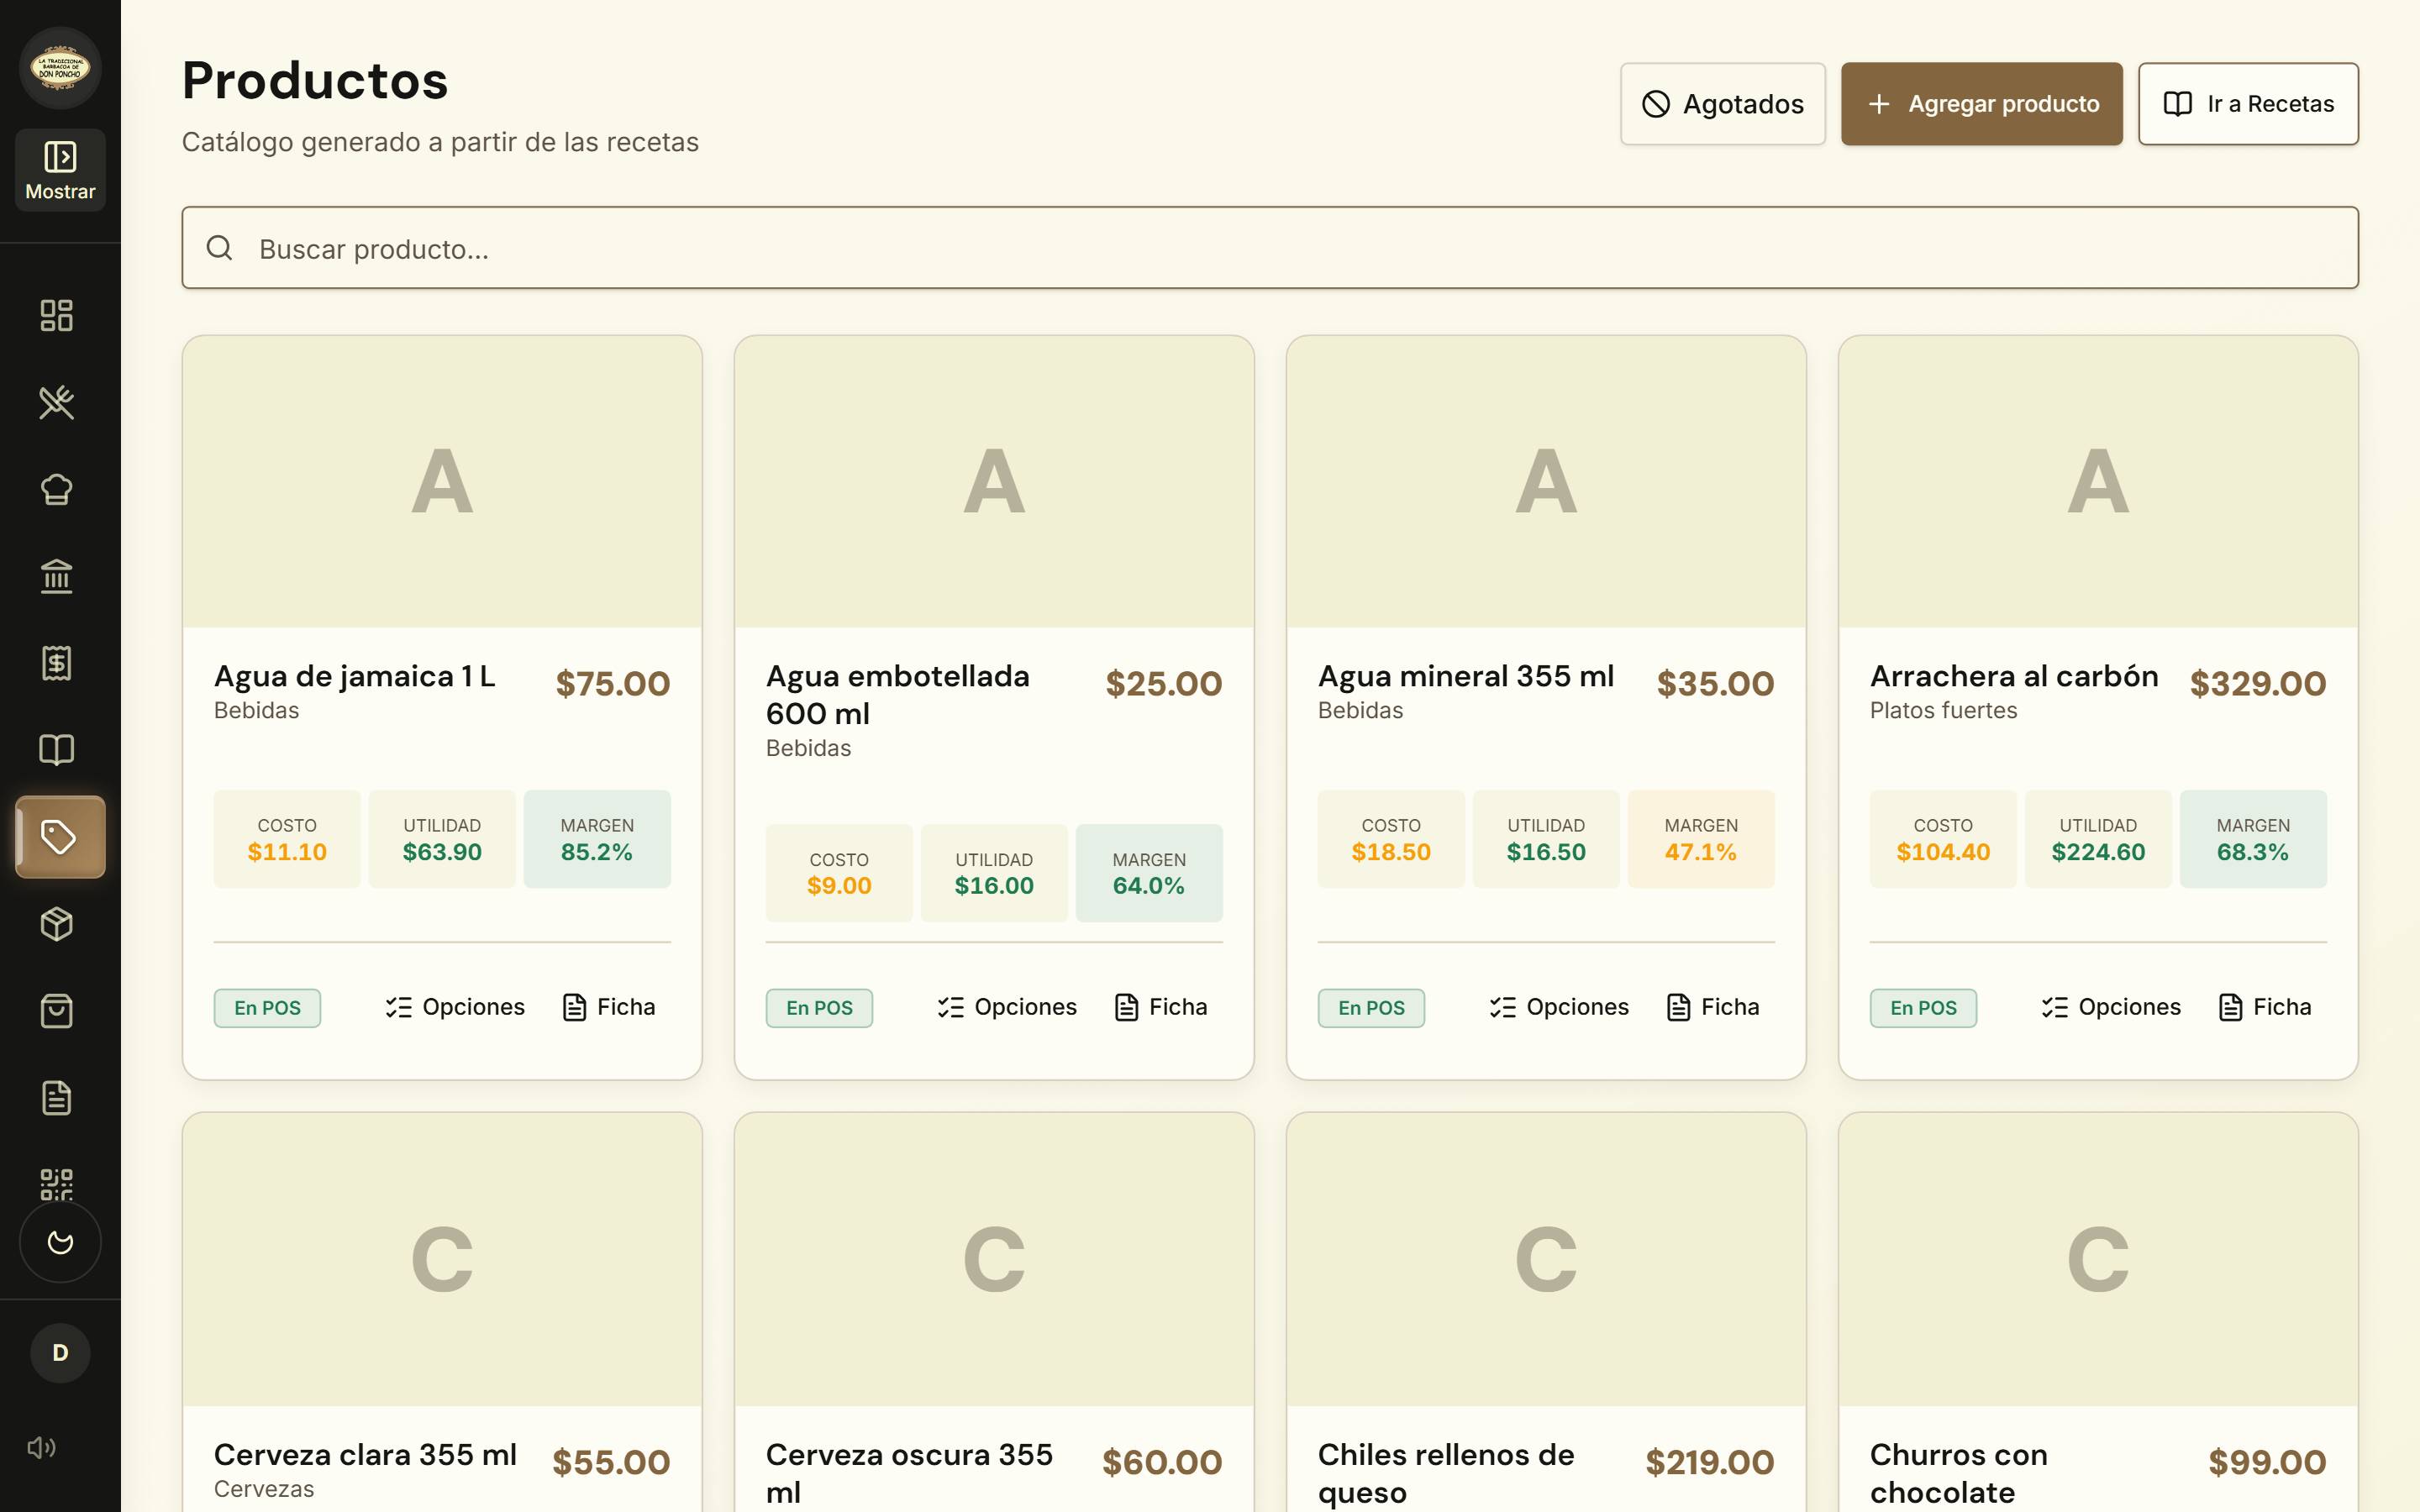 LA TRADICIONAL
BARBACOA DE
DON PONCHO
Mostrar
D
Productos
Catálogo generado a partir de las recetas
Agotados
Agregar producto
Ir a Recetas
Buscar producto...
A
Agua de jamaica 1 L
$75.00
Bebidas
COSTO
$11.10
UTILIDAD
$63.90
MARGEN
85.2%
En POS
Opciones
Ficha
A
Agua embotellada
600 ml
$25.00
Bebidas
COSTO
$9.00
UTILIDAD
$16.00
MARGEN
64.0%
En POS
Opciones
Ficha
A
Agua mineral 355 ml
$35.00
Bebidas
COSTO
$18.50
UTILIDAD
$16.50
MARGEN
47.1%
En POS
Opciones
Ficha
A
Arrachera al carbón
$329.00
Platos fuertes
COSTO
$104.40
UTILIDAD
$224.60
MARGEN
68.3%
En POS
Opciones
Ficha
C
Cerveza clara 355 ml
$55.00
Cervezas
C
Cerveza oscura 355
ml
$60.00
C
Chiles rellenos de
queso
$219.00
C
Churros con
chocolate
$99.00